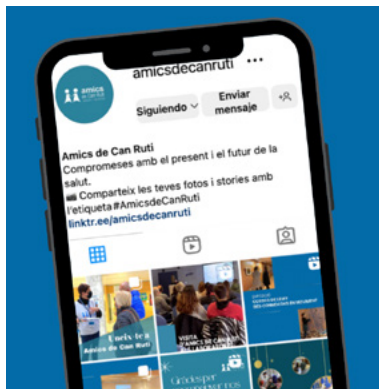 amicsdecanruti ...
amics
Siguiendo
Enviar
mensaje
Amics de Can Ruti
Compromeses amb el present i el futur de la
salut.
📷 Comparteix les teves fotos i stories amb
l'etiqueta #AmicsdeCanRuti
linktr.ee/amicsdecanruti
Uneix-te a
Amics de Can Ruti
VISITA
Gràcies per